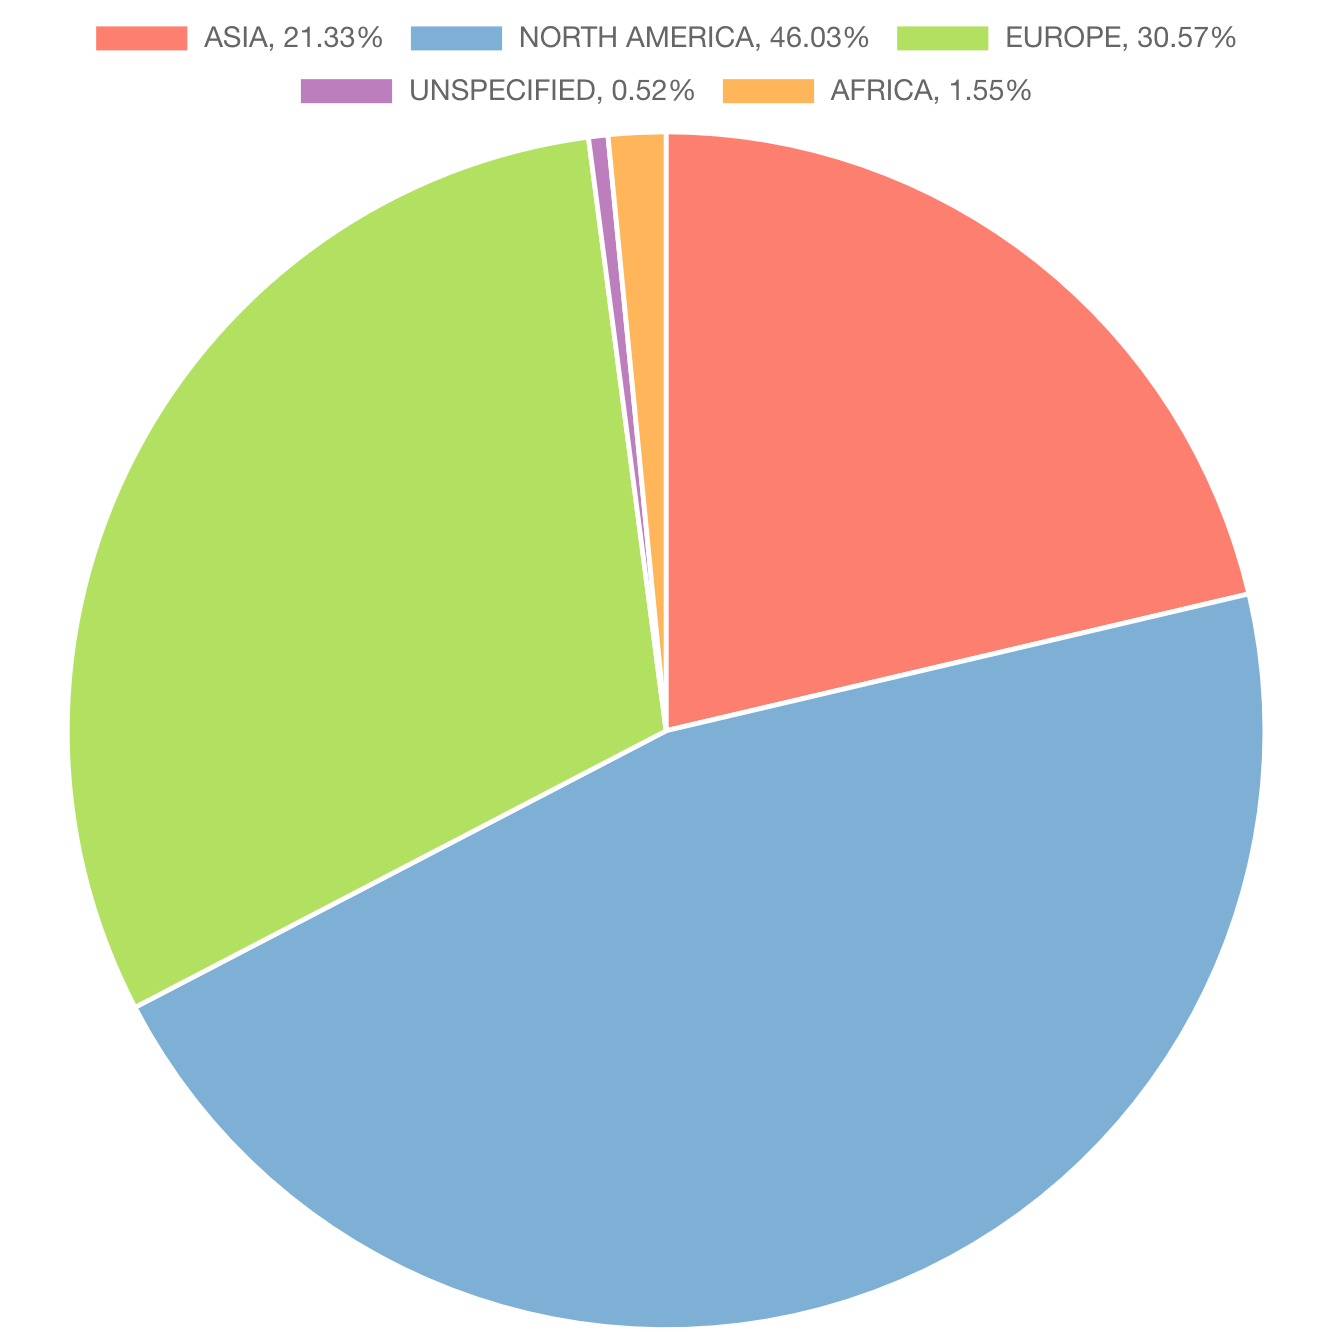 ASIA, 21.33% NORTH AMERICA, 46.03% EUROPE, 30.57%
UNSPECIFIED, 0.52% AFRICA, 1.55%